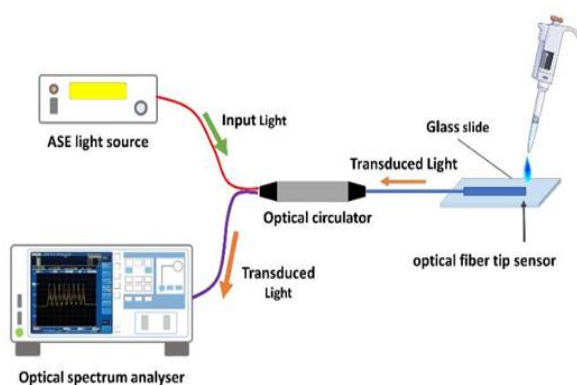 Input Light
ASE light source
Glass slide
Transduced Light
Optical circulator
optical fiber tip sensor
Transduced
Light
Optical spectrum analyser